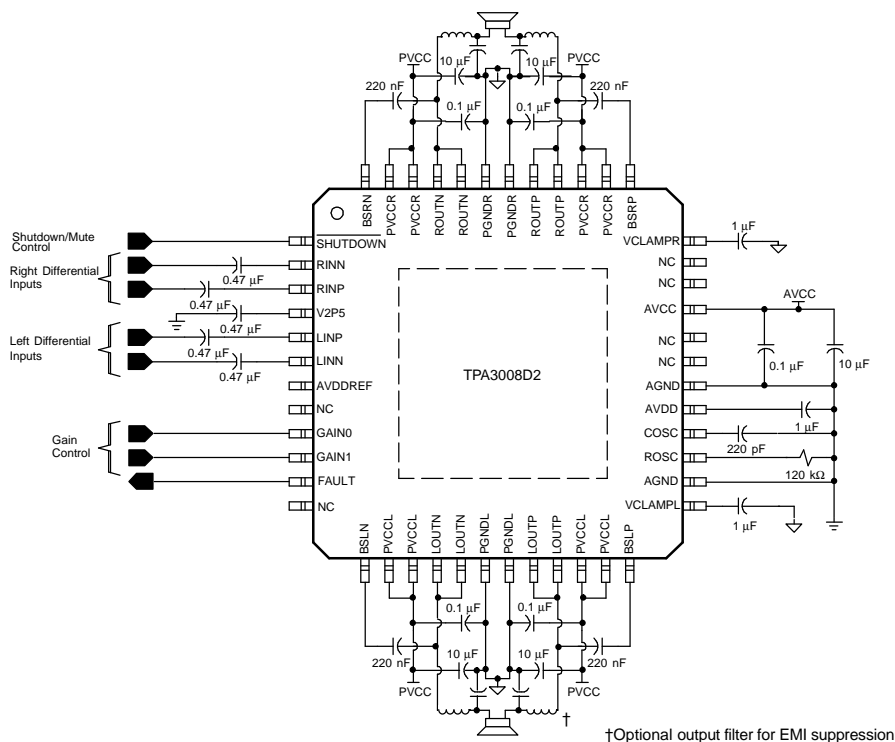 PVCC
PVCC
10 µF
10 µF
220 nF
220 nF
0.1 µF
0.1 µF
BSRN
PVCCR
PVCCR
ROUTN
ROUTN
PGNDR
PGNDR
ROUTP
ROUTP
PVCCR
PVCCR
BSRP
Shutdown/Mute
Control
SHUTDOWN
VCLAMPR
1 µF
Right Differential
Inputs
RINN
0.47 µF
RINP
0.47 µF
V2P5
0.47 µF
Left Differential
Inputs
LINP
0.47 µF
LINN
0.47 µF
AVDDREF
NC
Gain
Control
GAIN0
GAIN1
FAULT
NC
TPA3008D2
NC
NC
AVCC
AVCC
NC
NC
0.1 µF
10 µF
AGND
AVDD
1 µF
COSC
220 pF
ROSC
120 kΩ
AGND
VCLAMPL
1 µF
BSLN
PVCCL
PVCCL
LOUTN
LOUTN
PGNDL
PGNDL
LOUTP
LOUTP
PVCCL
PVCCL
BSLP
0.1 µF
0.1 µF
220 nF
10 µF
10 µF
220 nF
PVCC
PVCC
†
†Optional output filter for EMI suppression